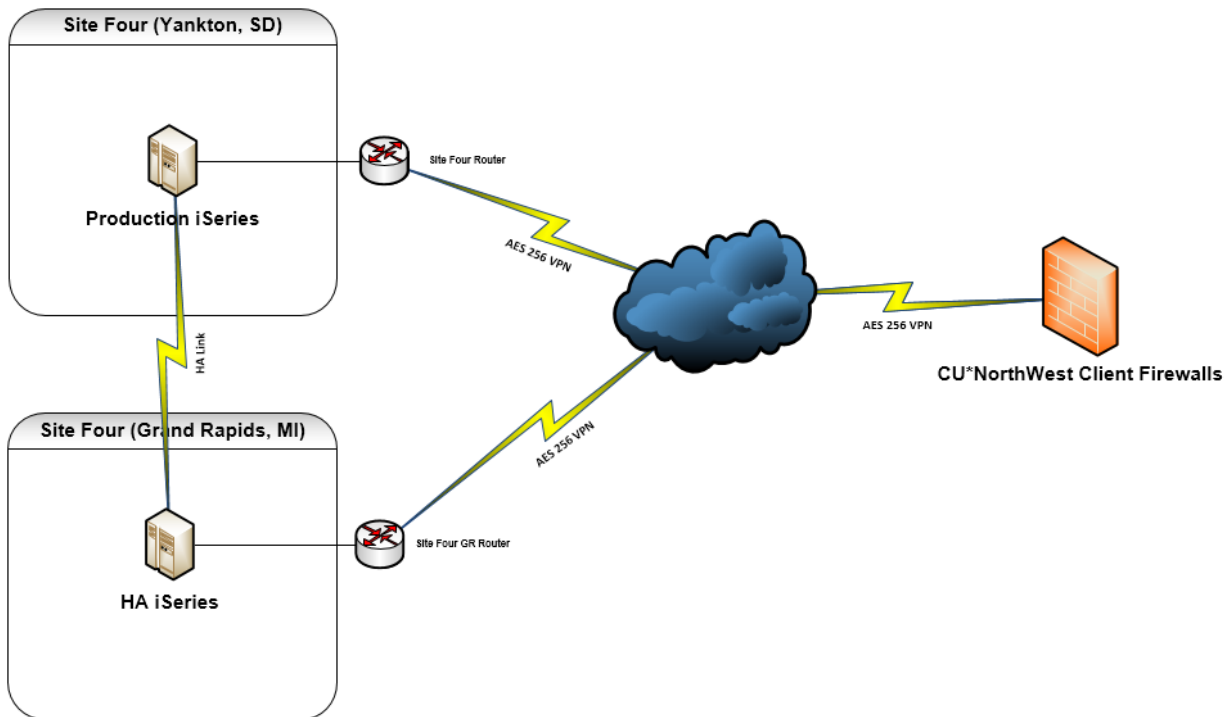 Site Four (Yankton, SD)
Production iSeries
Site Four Router
AES 256 VPN
AES 256 VPN
CU*NorthWest Client Firewalls
HA Link
Site Four (Grand Rapids, MI)
AES 256 VPN
Site Four GR Router
HA iSeries